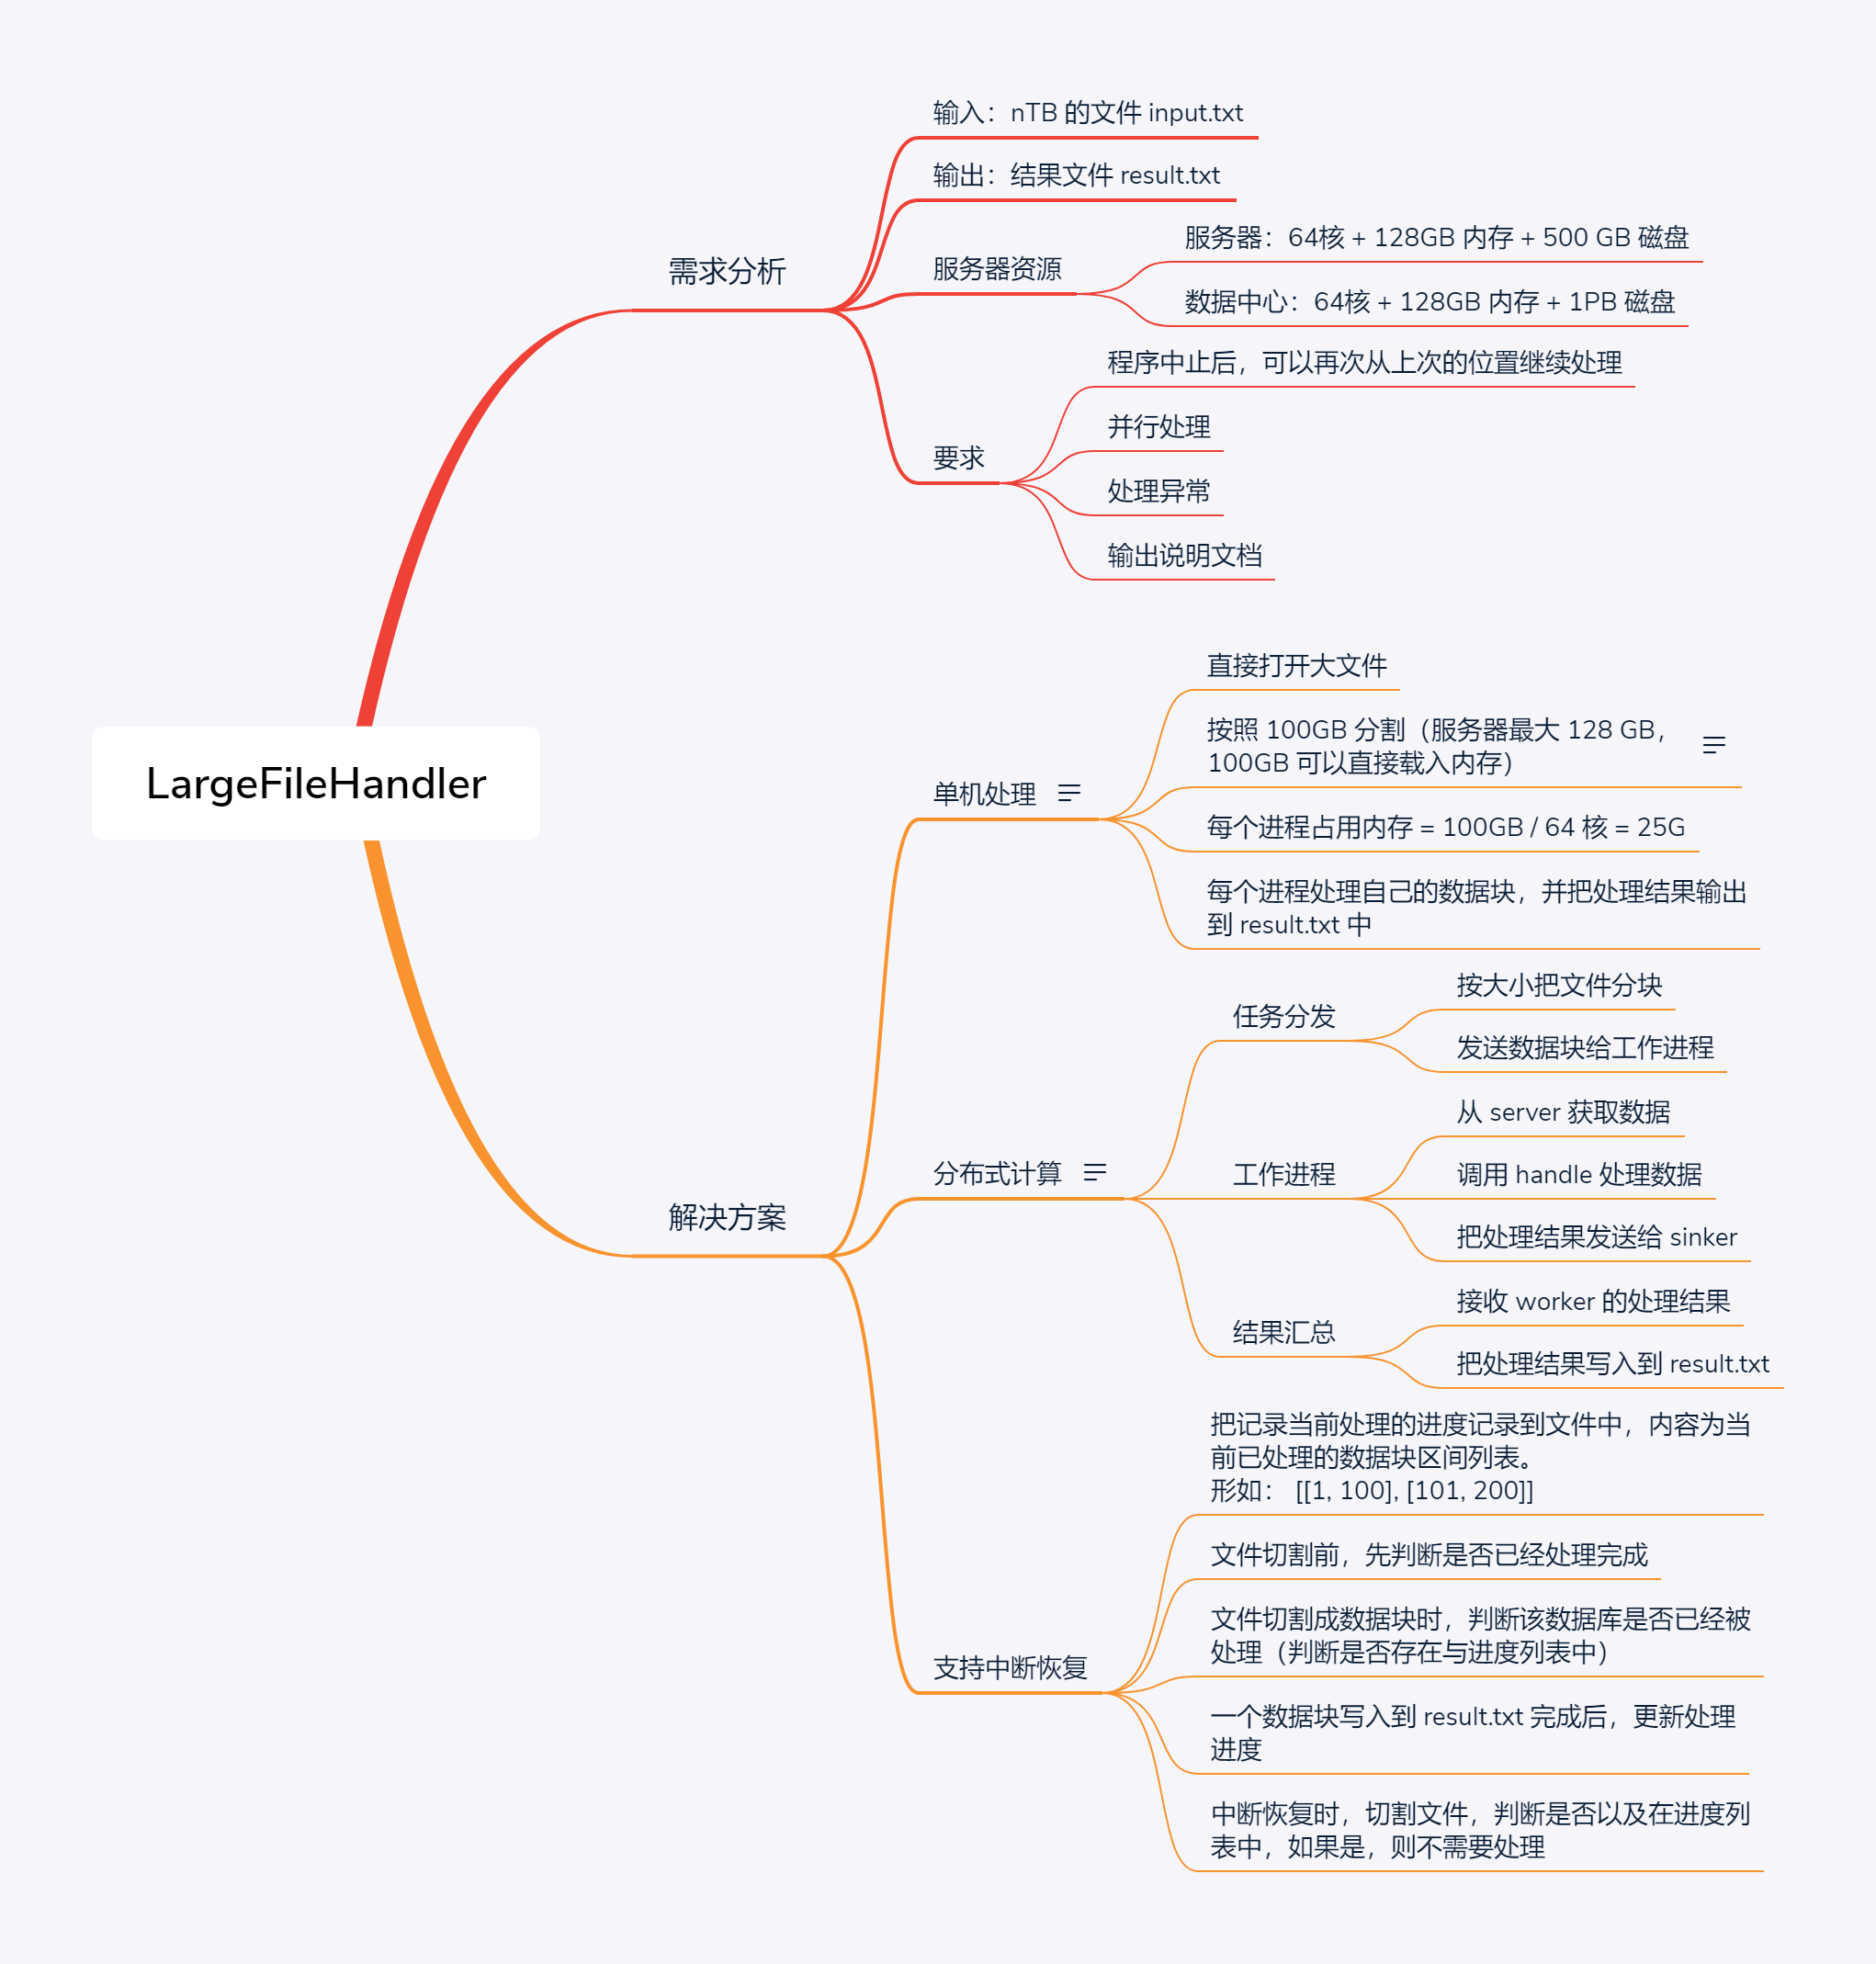 LargeFileHandler
需求分析
输入：nTB 的文件 input.txt
输出：结果文件 result.txt
服务器资源
服务器：64核 + 128GB 内存 + 500 GB 磁盘
数据中心：64核 + 128GB 内存 + 1PB 磁盘
要求
程序中止后，可以再次从上次的位置继续处理
并行处理
处理异常
输出说明文档
解决方案
单机处理
直接打开大文件
按照 100GB 分割（服务器最大 128 GB，
100GB 可以直接载入内存）
每个进程占用内存 = 100GB / 64 核 = 25G
每个进程处理自己的数据块，并把处理结果输出
到 result.txt 中
分布式计算
任务分发
按大小把文件分块
发送数据块给工作进程
工作进程
从 server 获取数据
调用 handle 处理数据
把处理结果发送给 sinker
结果汇总
接收 worker 的处理结果
把处理结果写入到 result.txt
支持中断恢复
把记录当前处理的进度记录到文件中，内容为当
前已处理的数据块区间列表。
形如： [[1, 100], [101, 200]]
文件切割前，先判断是否已经处理完成
文件切割成数据块时，判断该数据库是否已经被
处理（判断是否存在与进度列表中）
一个数据块写入到 result.txt 完成后，更新处理
进度
中断恢复时，切割文件，判断是否以及在进度列
表中，如果是，则不需要处理